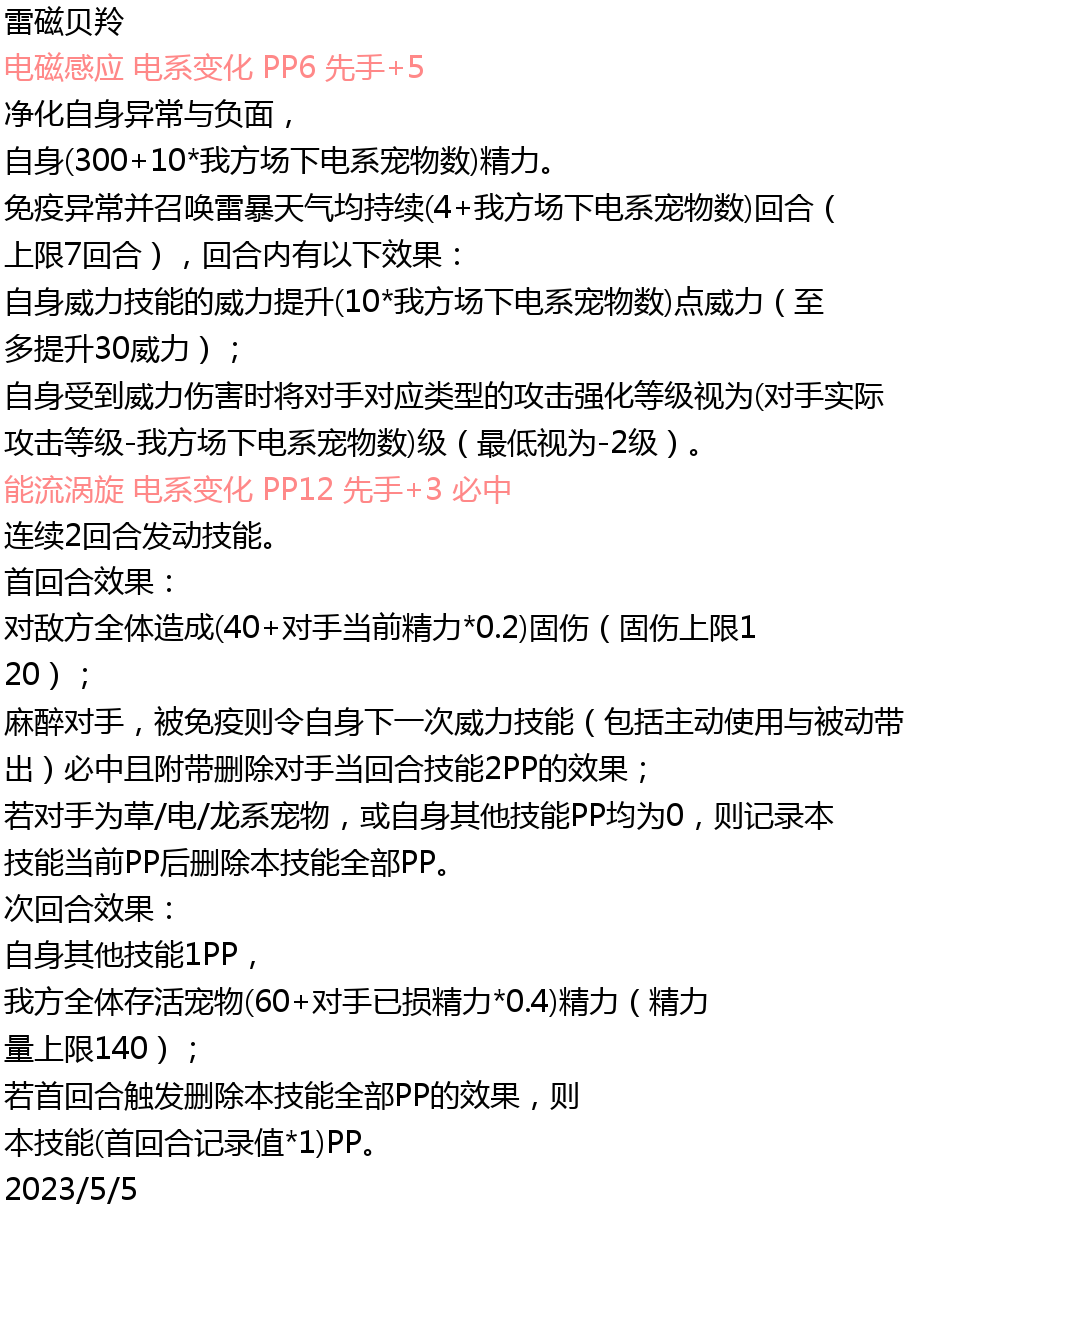 雷磁贝羚
电磁感应 电系变化 PP6 先手+5
净化自身异常与负面，
自身(300+10*我方场下电系宠物数)精力。
免疫异常并召唤雷暴天气均持续(4+我方场下电系宠物数)回合（
上限7回合），回合内有以下效果：
自身威力技能的威力提升(10*我方场下电系宠物数)点威力（至
多提升30威力）；
自身受到威力伤害时将对手对应类型的攻击强化等级视为(对手实际
攻击等级-我方场下电系宠物数)级（最低视为-2级）。
能流涡旋 电系变化 PP12 先手+3 必中
连续2回合发动技能。
首回合效果：
对敌方全体造成(40+对手当前精力*0.2)固伤（固伤上限1
20）；
麻醉对手，被免疫则令自身下一次威力技能（包括主动使用与被动带
出）必中且附带删除对手当回合技能2PP的效果；
若对手为草/电/龙系宠物，或自身其他技能PP均为0，则记录本
技能当前PP后删除本技能全部PP。
次回合效果：
自身其他技能1PP，
我方全体存活宠物(60+对手已损精力*0.4)精力（精力
量上限140）；
若首回合触发删除本技能全部PP的效果，则
本技能(首回合记录值*1)PP。
2023/5/5